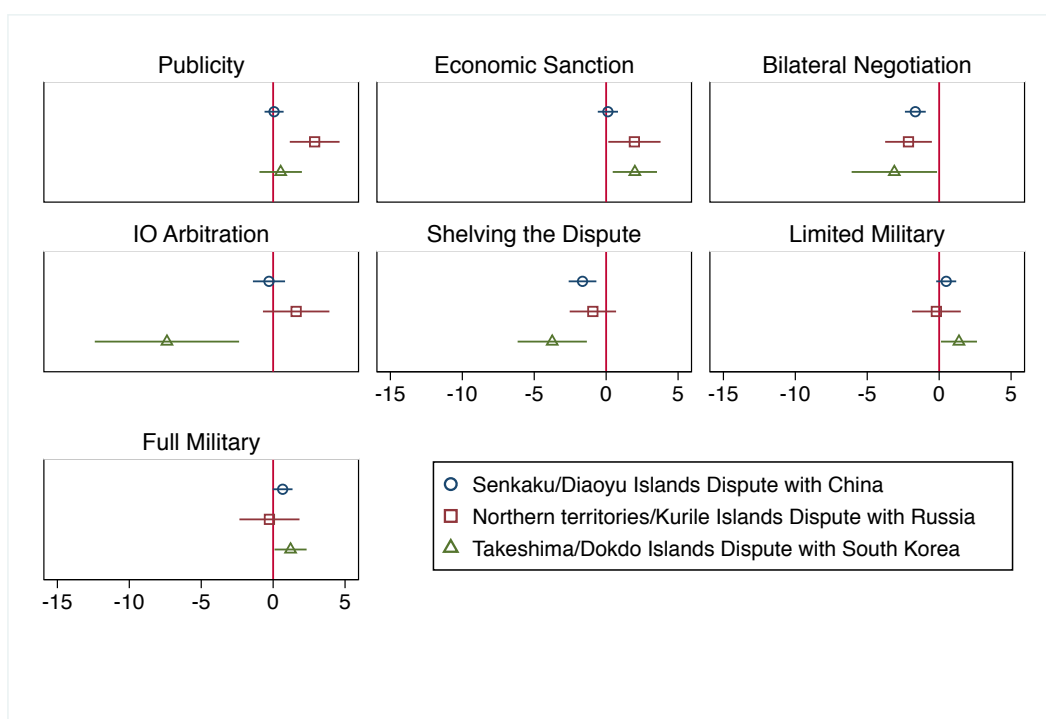 Publicity
Economic Sanction
Bilateral Negotiation
IO Arbitration
Shelving the Dispute
Limited Military
-15 -10 -5 0 5
-15 -10 -5 0 5
Full Military
-15 -10 -5 0 5
Senkaku/Diaoyu Islands Dispute with China
Northern territories/Kurile Islands Dispute with Russia
Takeshima/Dokdo Islands Dispute with South Korea